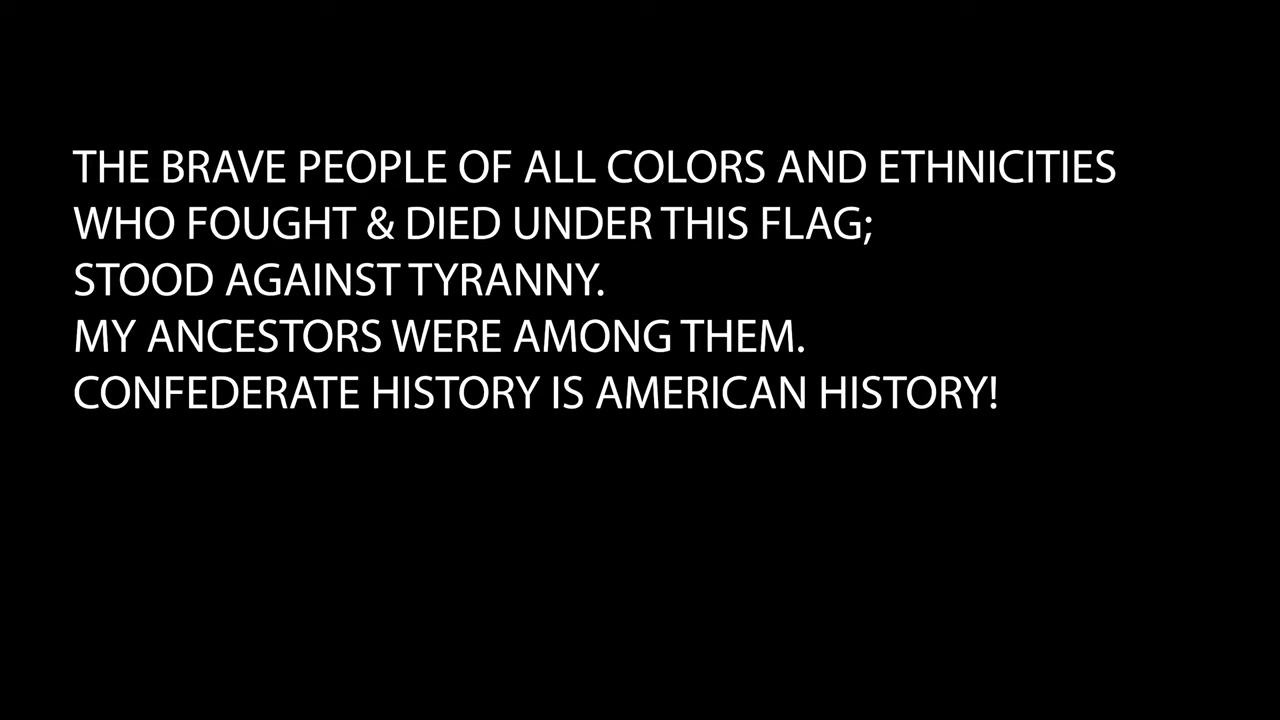 THE BRAVE PEOPLE OF ALL COLORS AND ETHNICITIES
WHO FOUGHT & DIED UNDER THIS FLAG;
STOOD AGAINST TYRANNY.
MY ANCESTORS WERE AMONG THEM.
CONFEDERATE HISTORY IS AMERICAN HISTORY!